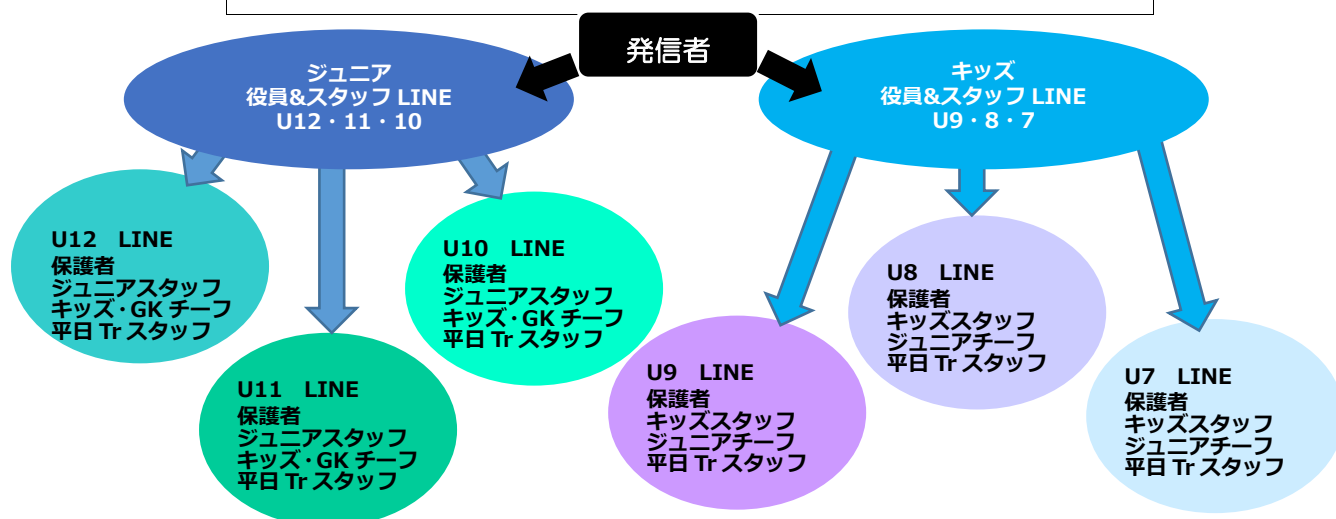 発信者
ジュニア
役員&スタッフ LINE
U12・11・10
キッズ
役員&スタッフ LINE
U9・8・7
U12　LINE
保護者
ジュニアスタッフ
キッズ・GK チーフ
平日 Tr スタッフ
U11　LINE
保護者
ジュニアスタッフ
キッズ・GK チーフ
平日 Tr スタッフ
U10　LINE
保護者
ジュニアスタッフ
キッズ・GK チーフ
平日 Tr スタッフ
U9　LINE
保護者
キッズスタッフ
ジュニアチーフ
平日 Tr スタッフ
U8　LINE
保護者
キッズスタッフ
ジュニアチーフ
平日 Tr スタッフ
U7　LINE
保護者
キッズスタッフ
ジュニアチーフ
平日 Tr スタッフ